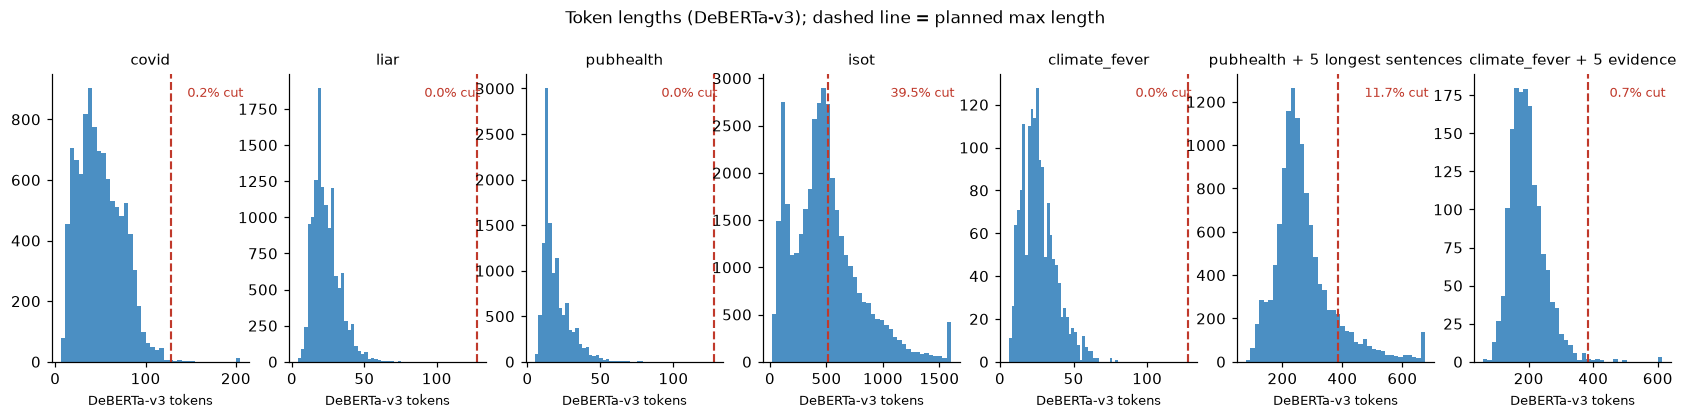 Token lengths (DeBERTa-v3); dashed line = planned max length
covid
0.2% cut
800
600
400
200
0
0 100 200
DeBERTa-v3 tokens
liar
0.0% cut
1750
1500
1250
1000
750
500
250
0
0 50 100
DeBERTa-v3 tokens
pubhealth
0.0% cut
3000
2500
2000
1500
1000
500
0
0 50 100
DeBERTa-v3 tokens
isot
39.5% cut
3000
2500
2000
1500
1000
500
0
0 500 1000 1500
DeBERTa-v3 tokens
climate_fever
0.0% cut
120
100
80
60
40
20
0
0 50 100
DeBERTa-v3 tokens
pubhealth + 5 longest sentences
11.7% cut
1200
1000
800
600
400
200
0
200 400 600
DeBERTa-v3 tokens
climate_fever + 5 evidence
0.7% cut
175
150
125
100
75
50
25
0
200 400 600
DeBERTa-v3 tokens